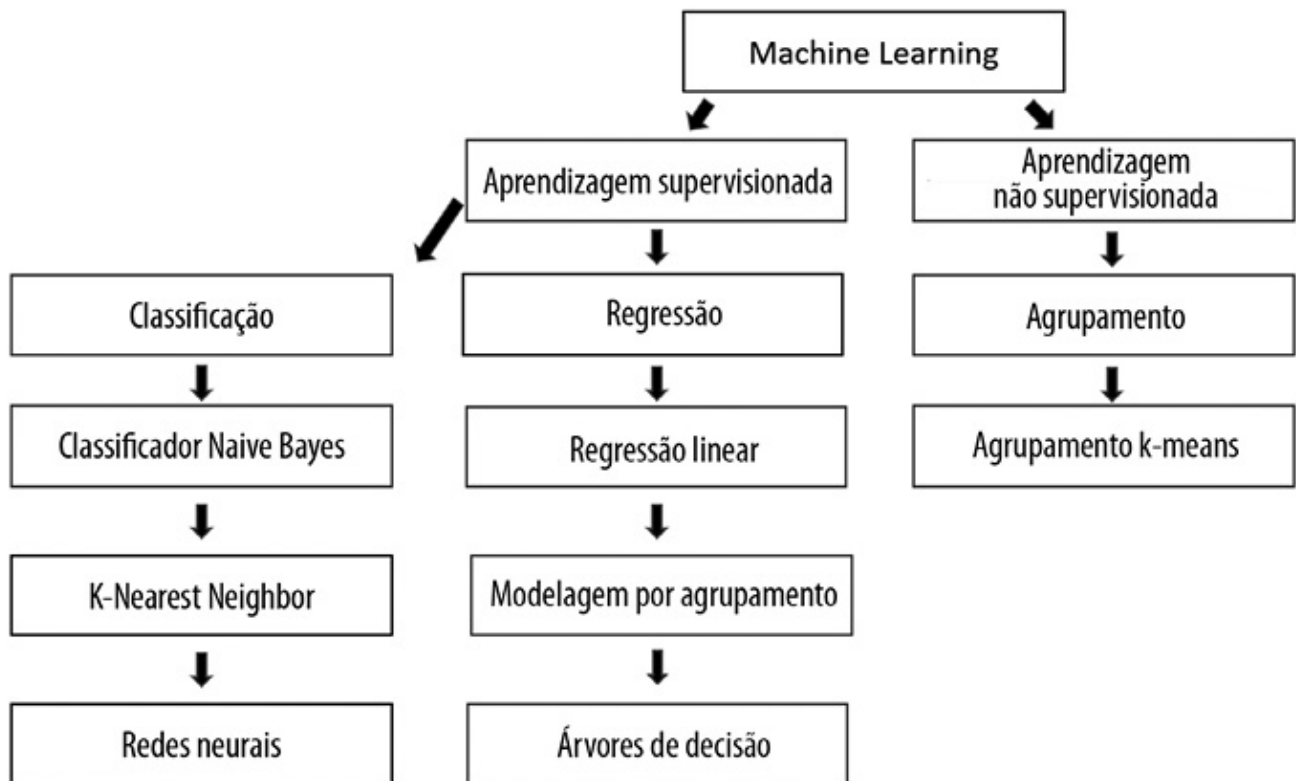 Machine Learning
Aprendizagem supervisionada
Aprendizagem
não supervisionada
Classificação
Regressão
Agrupamento
Classificador Naive Bayes
Regressão linear
Agrupamento k-means
K-Nearest Neighbor
Modelagem por agrupamento
Redes neurais
Árvores de decisão